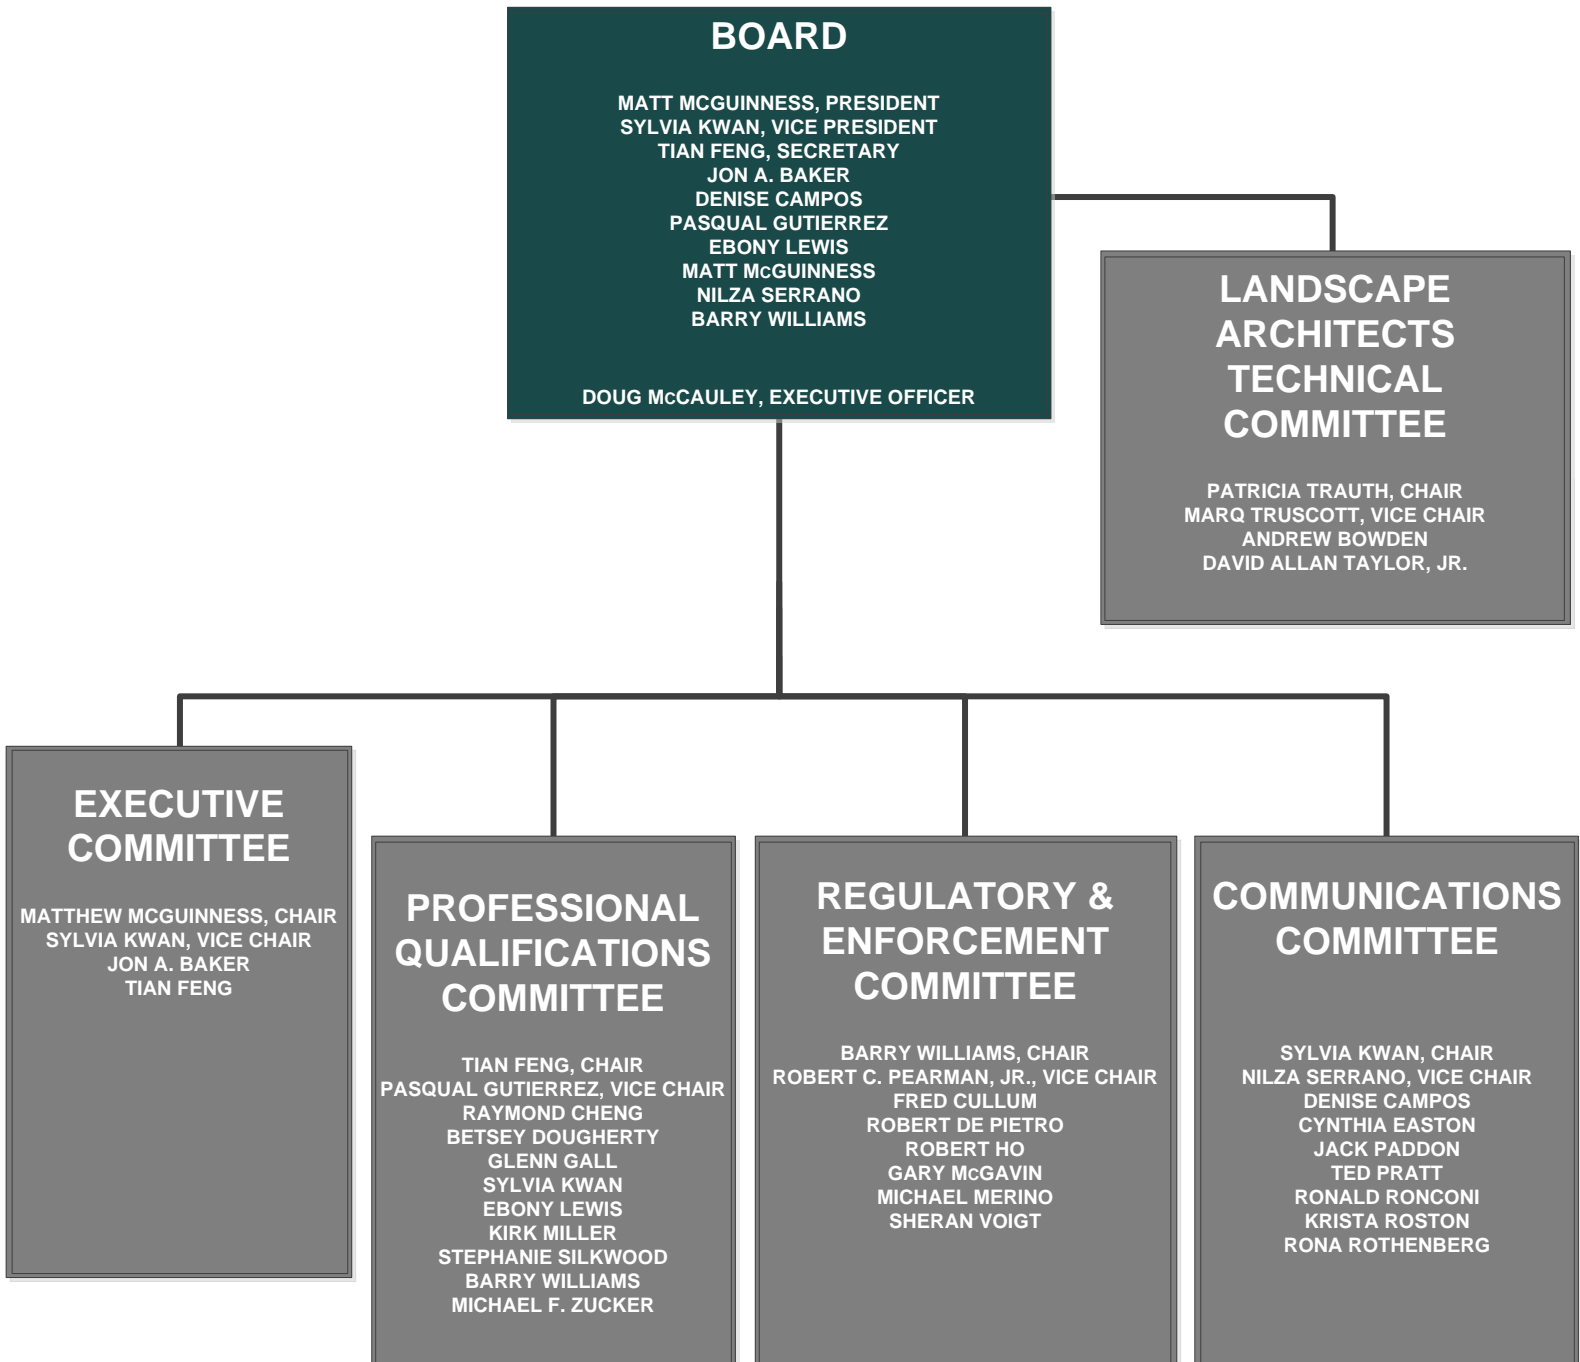 BOARD
MATT MCGUINNESS, PRESIDENT
SYLVIA KWAN, VICE PRESIDENT
TIAN FENG, SECRETARY
JON A. BAKER
DENISE CAMPOS
PASQUAL GUTIERREZ
EBONY LEWIS
MATT McGUINNESS
NILZA SERRANO
BARRY WILLIAMS
DOUG McCAULEY, EXECUTIVE OFFICER
LANDSCAPE
ARCHITECTS
TECHNICAL
COMMITTEE
PATRICIA TRAUTH, CHAIR
MARQ TRUSCOTT, VICE CHAIR
ANDREW BOWDEN
DAVID ALLAN TAYLOR, JR.
EXECUTIVE
COMMITTEE
MATTHEW MCGUINNESS, CHAIR
SYLVIA KWAN, VICE CHAIR
JON A. BAKER
TIAN FENG
PROFESSIONAL
QUALIFICATIONS
COMMITTEE
TIAN FENG, CHAIR
PASQUAL GUTIERREZ, VICE CHAIR
RAYMOND CHENG
BETSEY DOUGHERTY
GLENN GALL
SYLVIA KWAN
EBONY LEWIS
KIRK MILLER
STEPHANIE SILKWOOD
BARRY WILLIAMS
MICHAEL F. ZUCKER
REGULATORY &
ENFORCEMENT
COMMITTEE
BARRY WILLIAMS, CHAIR
ROBERT C. PEARMAN, JR., VICE CHAIR
FRED CULLUM
ROBERT DE PIETRO
ROBERT HO
GARY McGAVIN
MICHAEL MERINO
SHERAN VOIGT
COMMUNICATIONS
COMMITTEE
SYLVIA KWAN, CHAIR
NILZA SERRANO, VICE CHAIR
DENISE CAMPOS
CYNTHIA EASTON
JACK PADDON
TED PRATT
RONALD RONCONI
KRISTA ROSTON
RONA ROTHENBERG